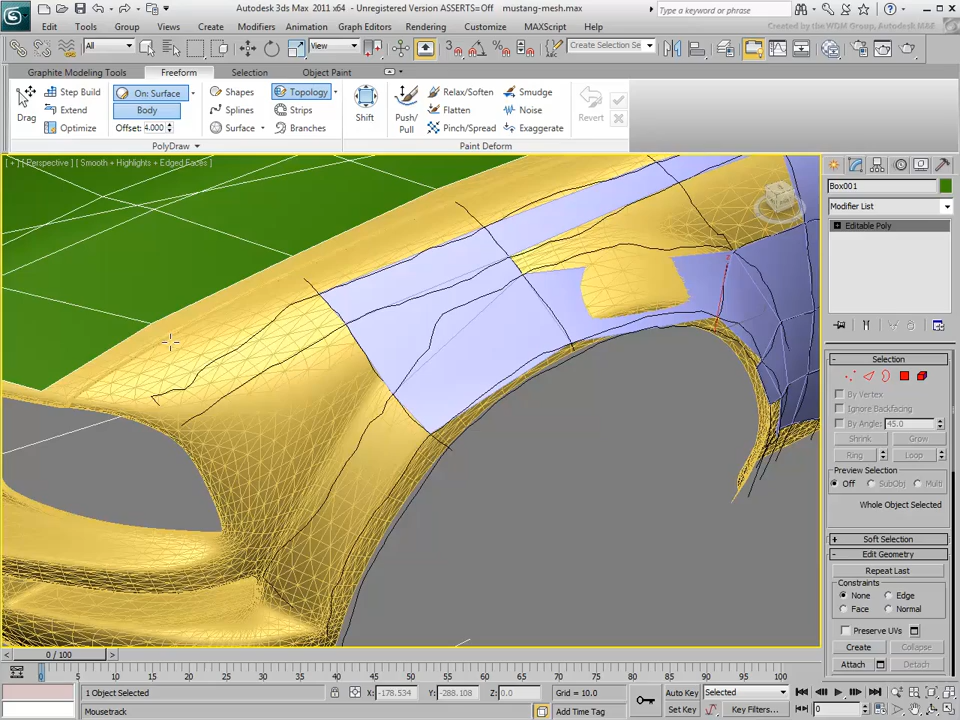 Autodesk 3ds Max 2011 x64 - Unregistered Version ASSERTS=Off mustang-mesh.max
Type a keyword or phrase
Edit Tools Group Views Create Modifiers Animation Graph Editors Rendering Customize MAXScript Help
Created by the WDM Group, Autodesk M&E
All View Create Selection Se
Graphite Modeling Tools Freeform Selection Object Paint
Drag Step Build Extend Optimize
On: Surface Body Offset: 4.000
Shapes Splines Surface
Topology Strips Branches
Shift Push/Pull
Relax/Soften Flatten Pinch/Spread
Smudge Noise Exaggerate
Revert
PolyDraw Paint Deform
[ + ] [ Perspective ] [ Smooth + Highlights + Edged Faces ]
Box001
Modifier List
Editable Poly
Selection
By Vertex
Ignore Backfacing
By Angle: 45.0
Shrink Grow
Ring Loop
Preview Selection
Off SubObj Multi
Whole Object Selected
Soft Selection
Edit Geometry
Repeat Last
Constraints
None Edge
Face Normal
Preserve UVs
Create Collapse
Attach Detach
0 / 100
0 5 10 15 20 25 30 35 40 45 50 55 60 65 70 75 80 85 90 95 100
1 Object Selected X: -178.534 Y: -288.108 Z: 0.0 Grid = 10.0 Auto Key Selected
Mousetrack Add Time Tag Set Key Key Filters... 0